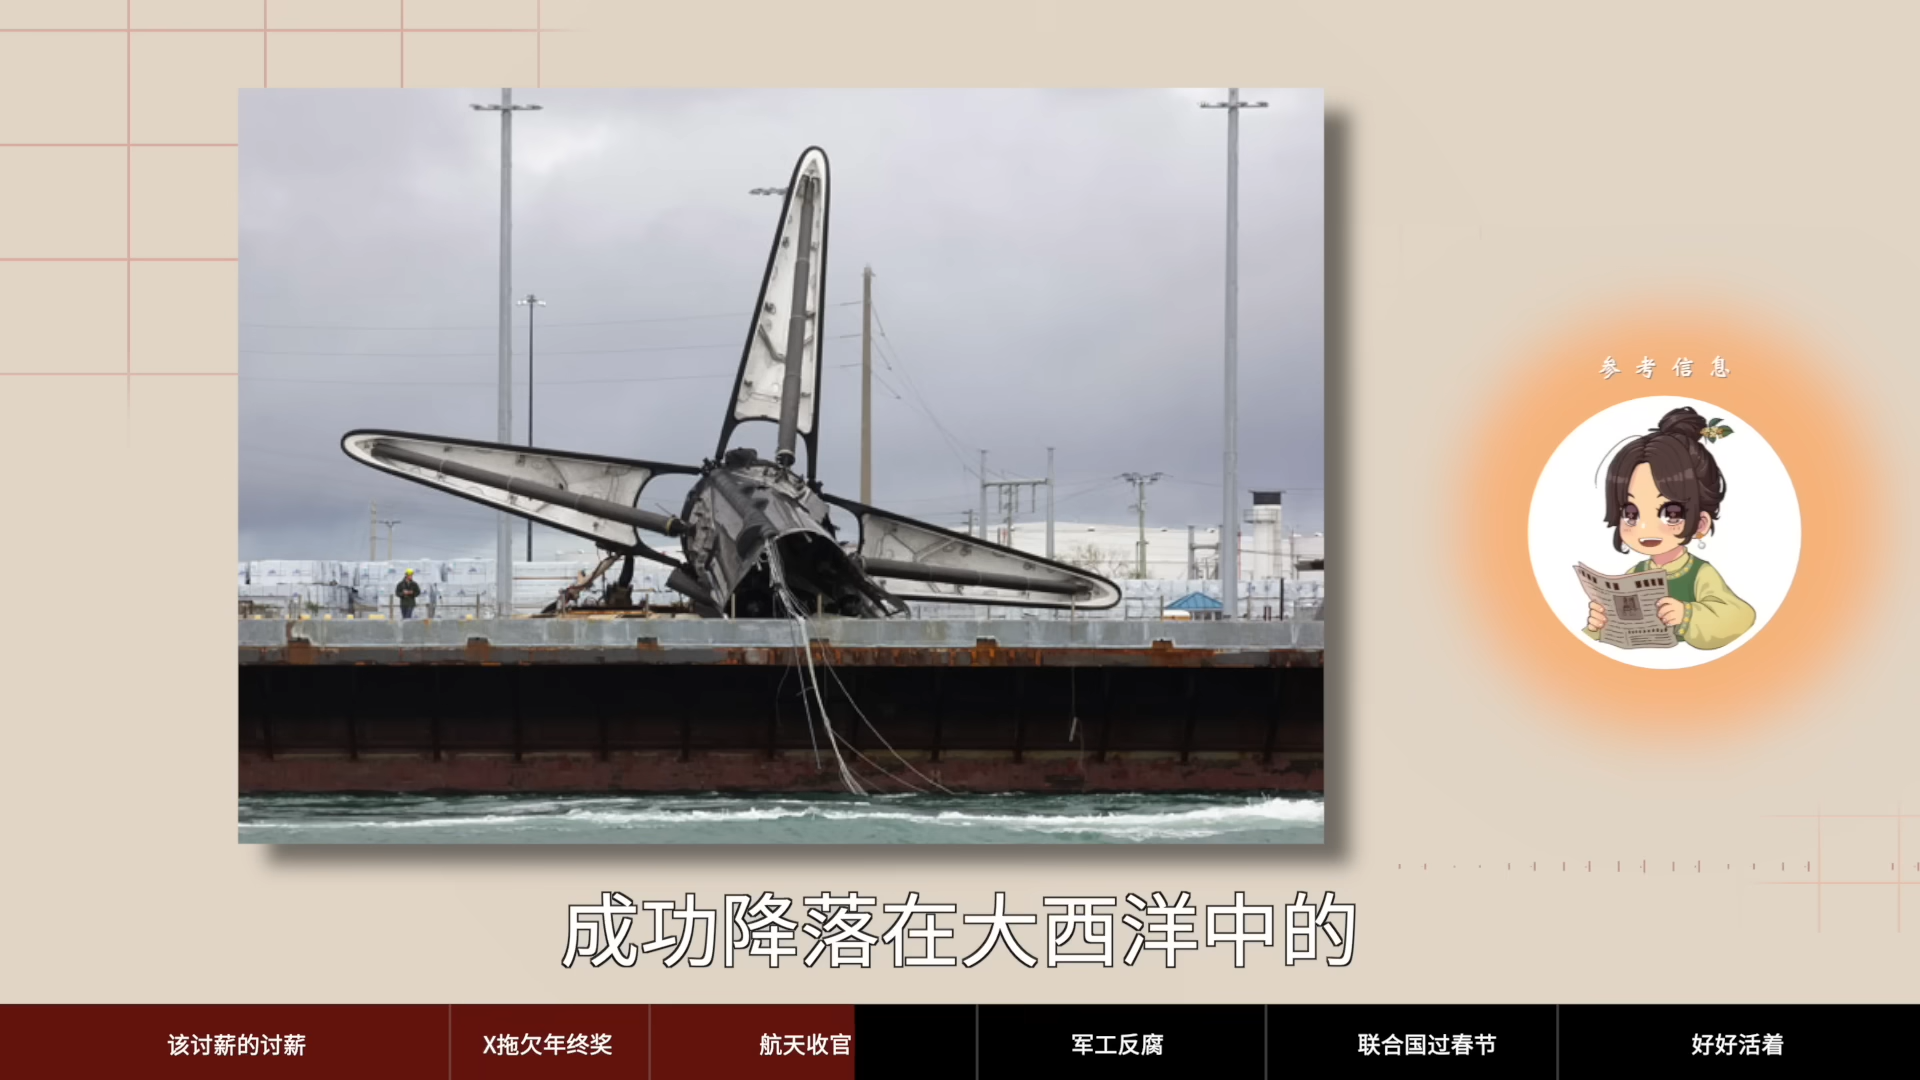 参考信息
成功降落在大西洋中的
该讨薪的讨薪
X拖欠年终奖
航天收官
军工反腐
联合国过春节
好好活着